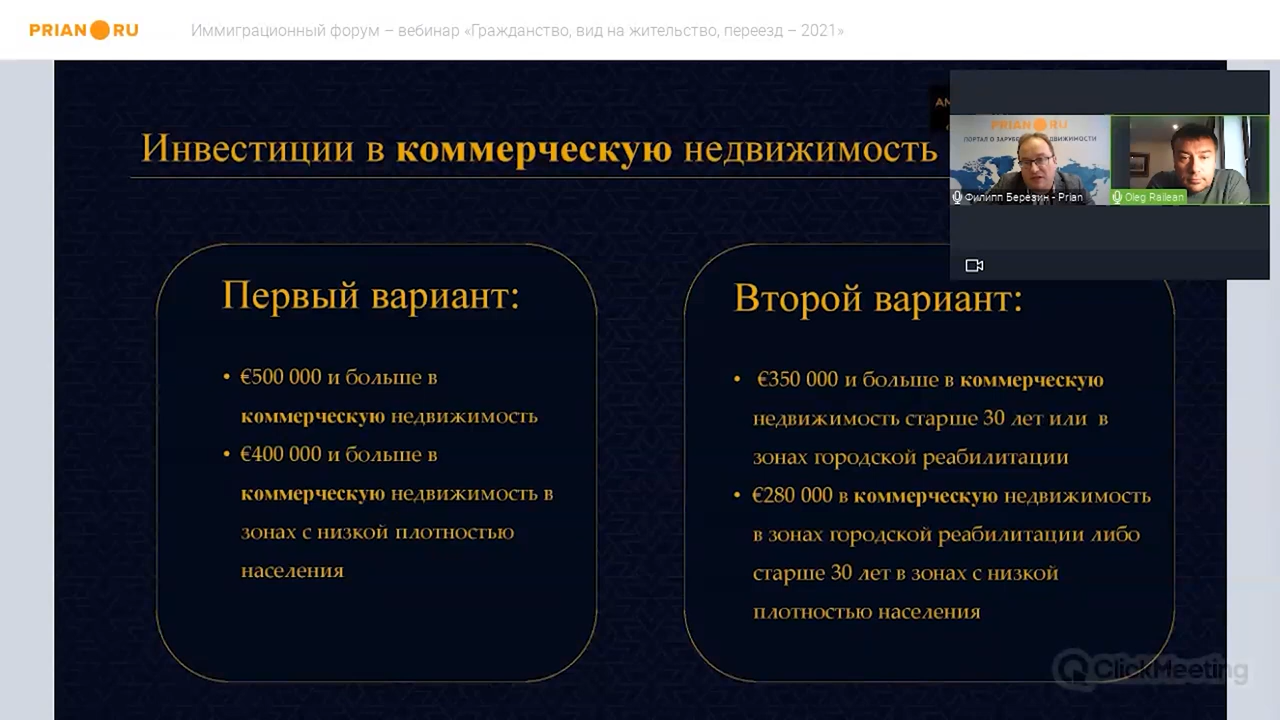 PRIAN RU
Иммиграционный форум – вебинар «Гражданство, вид на жительство, переезд – 2021»
Инвестиции в коммерческую недвижимость
PRIAN RU
Филипп Березин - Prian
Oleg Railean
Первый вариант:
• €500 000 и больше в
коммерческую недвижимость
• €400 000 и больше в
коммерческую недвижимость в
зонах с низкой плотностью
населения
Второй вариант:
• €350 000 и больше в коммерческую
недвижимость старше 30 лет или в
зонах городской реабилитации
• €280 000 в коммерческую недвижимость
в зонах городской реабилитации либо
старше 30 лет в зонах с низкой
плотностью населения
ClickMeeting